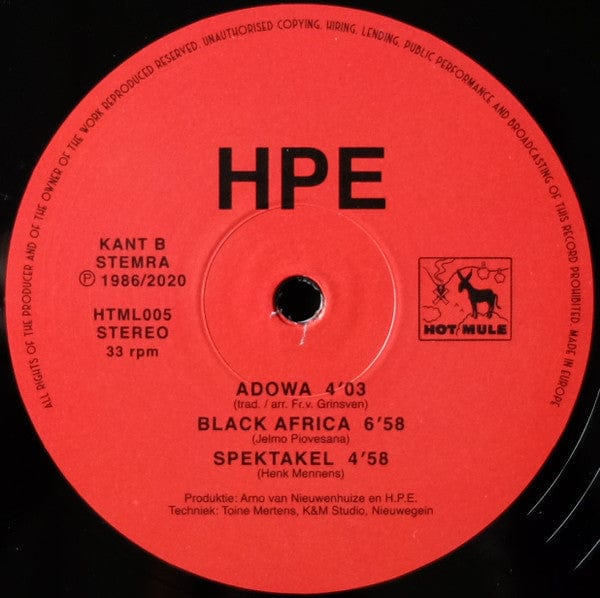 ALL RIGHTS OF THE PRODUCER AND OF THE OWNER OF THE WORK REPRODUCED RESERVED. UNAUTHORISED COPYING, HIRING, LENDING, PUBLIC PERFORMANCE AND BROADCASTING OF THIS RECORD PROHIBITED. MADE IN EUROPE
HPE
KANT B
STEMRA
℗ 1986/2020
HTML005
STEREO
33 rpm
HOT MULE
ADOWA 4'03
(trad. / arr. Fr.v. Grinsven)
BLACK AFRICA 6'58
(Jelmo Piovesana)
SPEKTAKEL 4'58
(Henk Mennens)
Produktie: Arno van Nieuwenhuize en H.P.E.
Techniek: Toine Mertens, K&M Studio, Nieuwegein